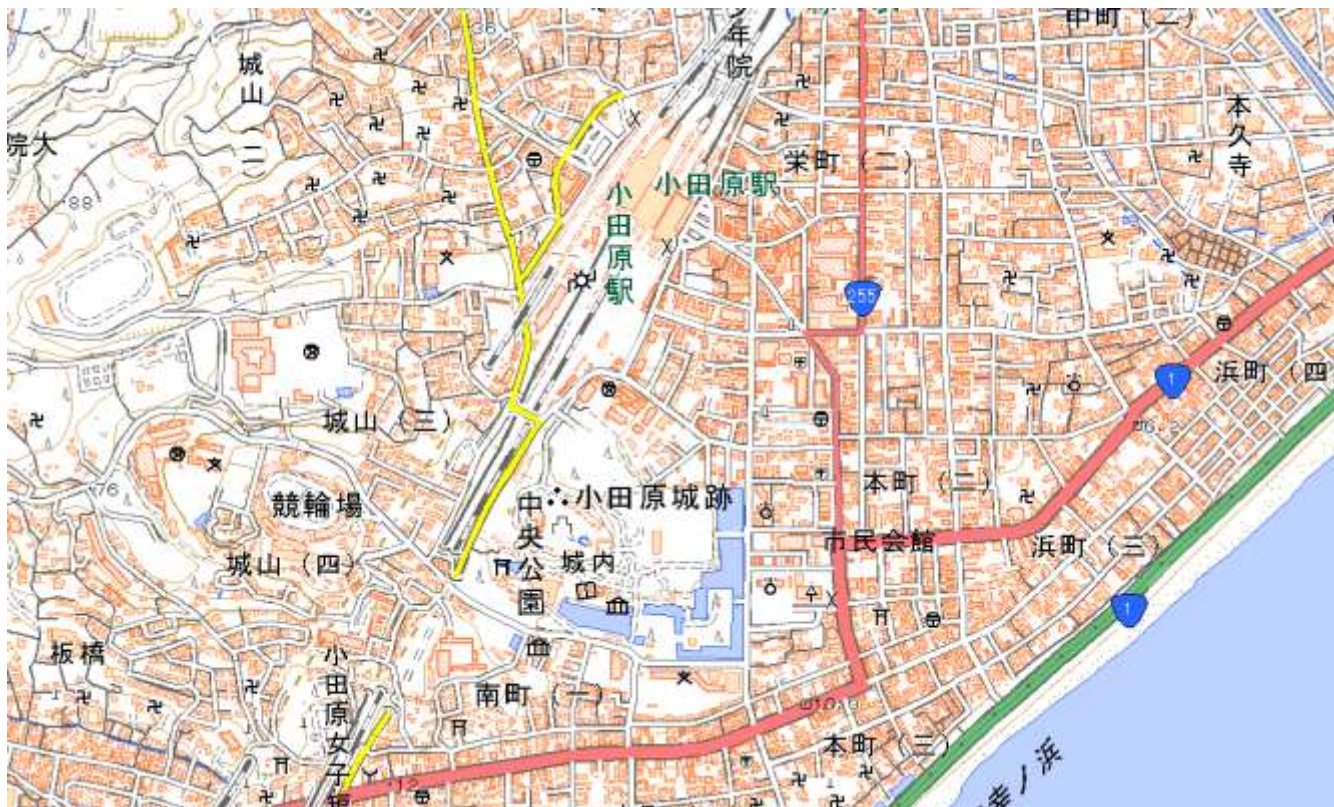 年院
中町（二）
城山（二）
本久寺
院大
栄町（二）
小田原駅
小田原駅
・88
255
1
浜町（四
城山（三）
競輪場
本町（二）
小田原城跡
中央公園
市民会館
浜町（三）
城山（四）
城内
1
板橋
小田原女子短
南町（一）
本町（三）
幸ノ浜